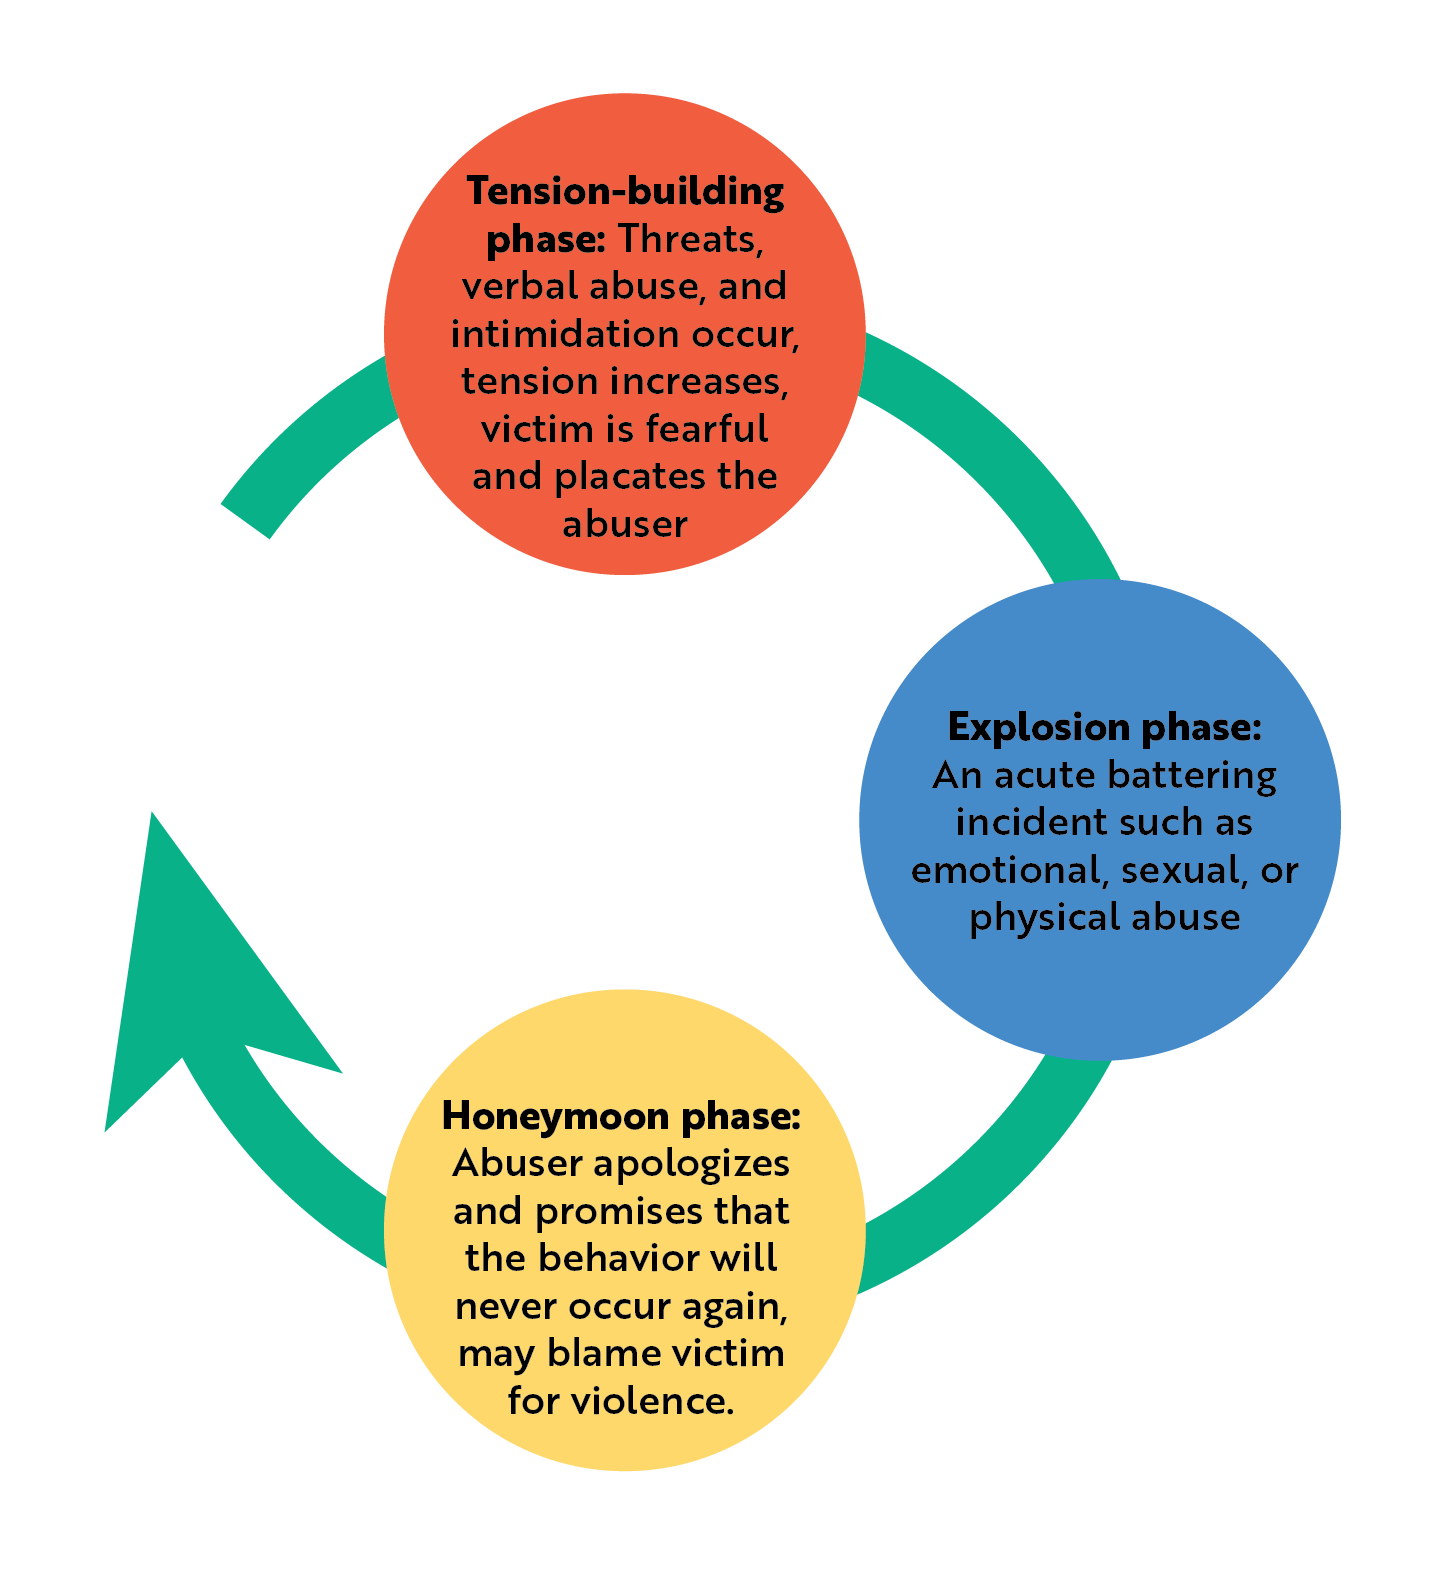 Tension-building
phase: Threats,
verbal abuse, and
intimidation occur,
tension increases,
victim is fearful
and placates the
abuser
Explosion phase:
An acute battering
incident such as
emotional, sexual, or
physical abuse
Honeymoon phase:
Abuser apologizes
and promises that
the behavior will
never occur again,
may blame victim
for violence.